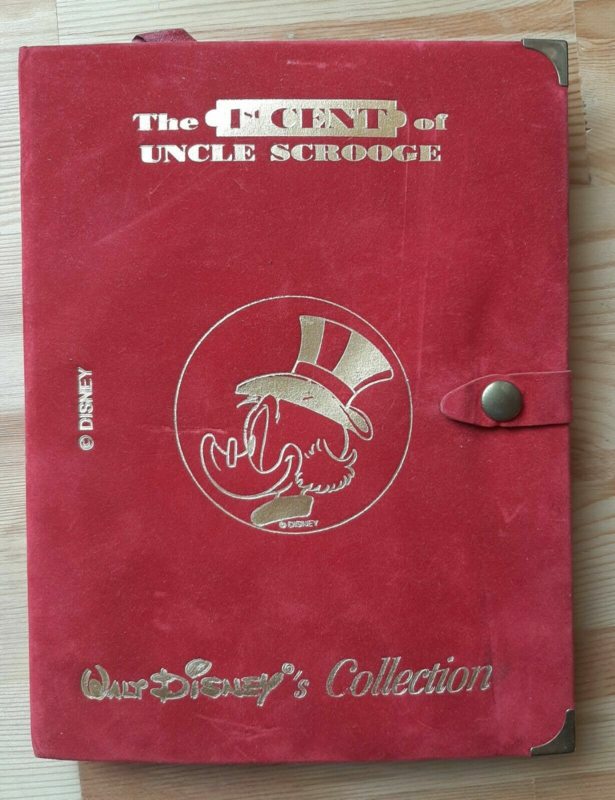 The 1st CENT of
UNCLE SCROOGE
© DISNEY
© DISNEY
WALT DISNEY®'s Collection